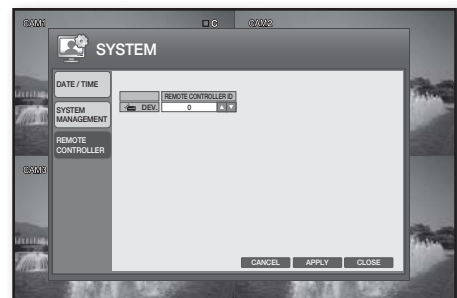 CAM1
C
CAM2
SYSTEM
DATE / TIME
REMOTE CONTROLLER ID
DEV.
0
SYSTEM
MANAGEMENT
REMOTE
CONTROLLER
CAM3
CANCEL
APPLY
CLOSE